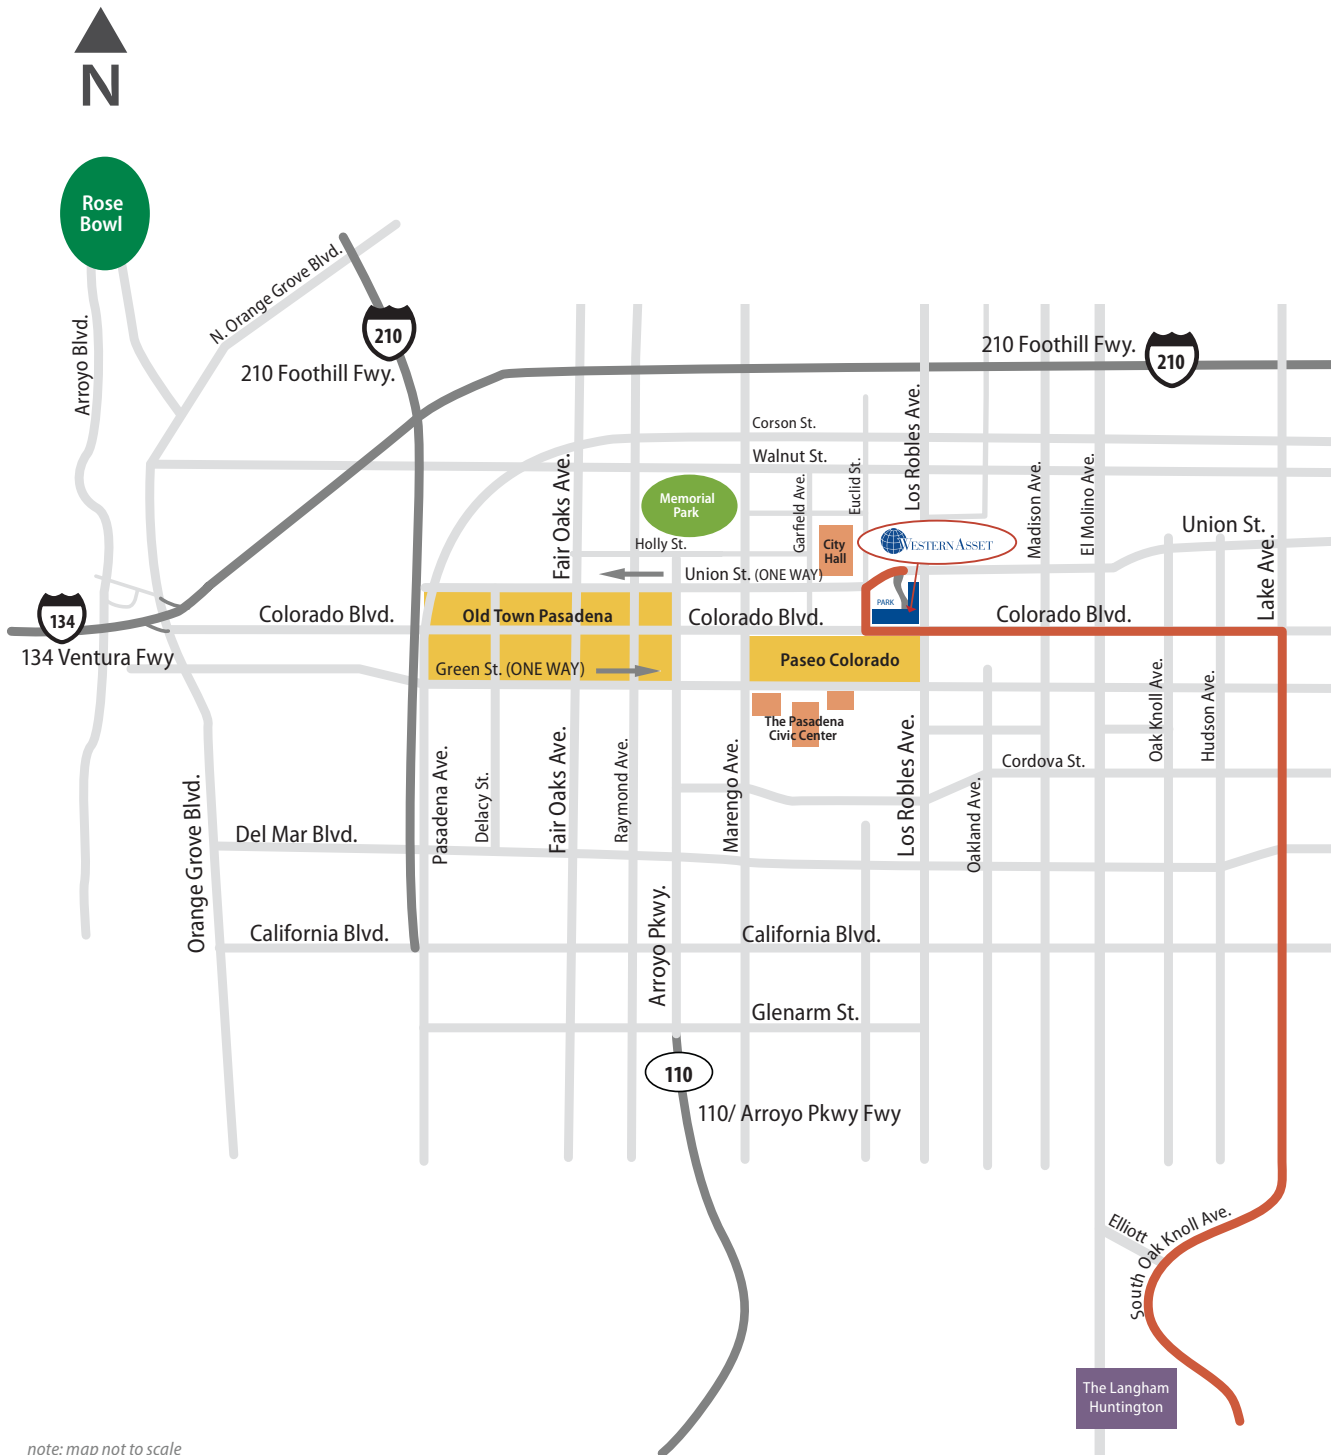 N
Rose
Bowl
N. Orange Grove Blvd.
Arroyo Blvd.
210
210 Foothill Fwy.
210 Foothill Fwy.
210
Corson St.
Walnut St.
Los Robles Ave.
Fair Oaks Ave.
Memorial
Park
Garfield Ave.
Euclid St.
Madison Ave.
El Molino Ave.
Union St.
Lake Ave.
Holly St.
City
Hall
WESTERN ASSET
Union St. (ONE WAY)
PARK
134
134 Ventura Fwy
Colorado Blvd.
Old Town Pasadena
Colorado Blvd.
Colorado Blvd.
Green St. (ONE WAY)
Paseo Colorado
The Pasadena
Civic Center
Oak Knoll Ave.
Hudson Ave.
Cordova St.
Orange Grove Blvd.
Del Mar Blvd.
Pasadena Ave.
Delacy St.
Fair Oaks Ave.
Raymond Ave.
Marengo Ave.
Los Robles Ave.
Oakland Ave.
California Blvd.
Arroyo Pkwy.
California Blvd.
Glenarm St.
110
110/ Arroyo Pkwy Fwy
Elliott
South Oak Knoll Ave.
The Langham
Huntington
note: map not to scale